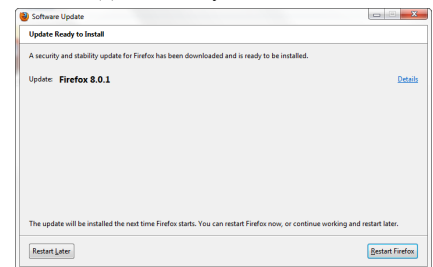 Software Update
Update Ready to Install
A security and stability update for Firefox has been downloaded and is ready to be installed.
Update: Firefox 8.0.1 Details
The update will be installed the next time Firefox starts. You can restart Firefox now, or continue working and restart later.
Restart Later Restart Firefox